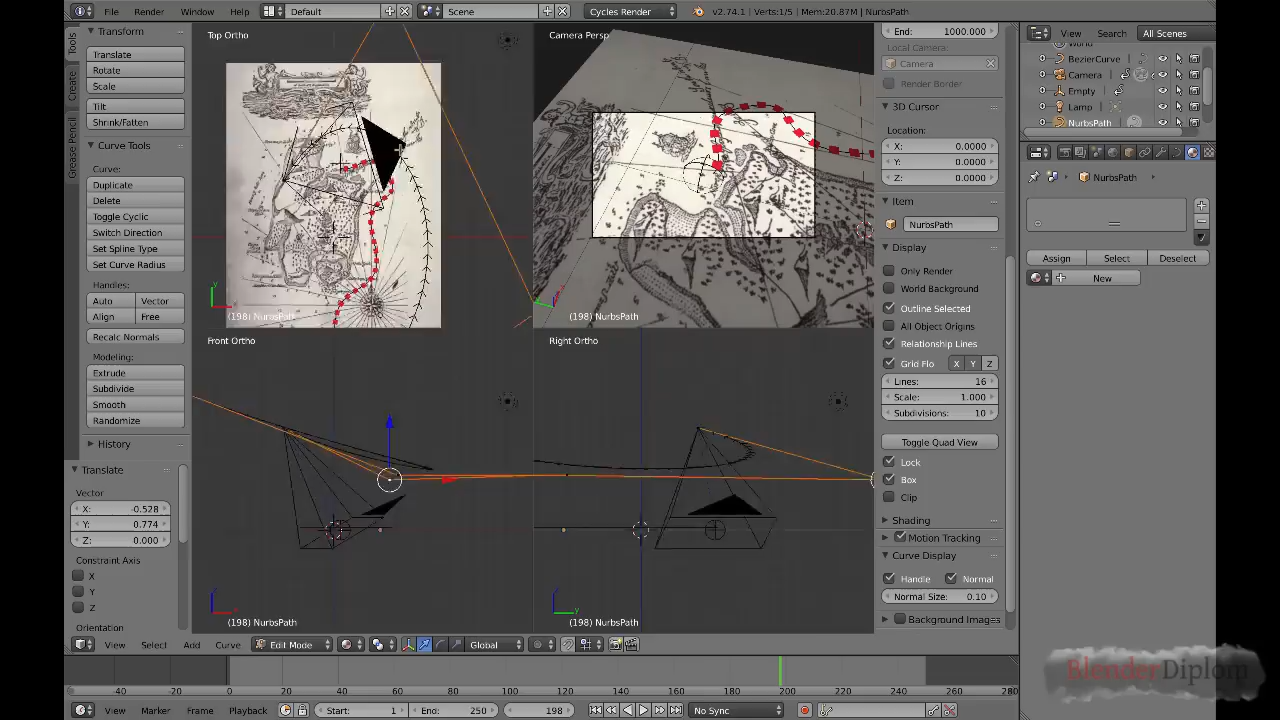 File Render Window Help Default Scene Cycles Render v2.74.1 | Verts:1/5 | Mem:20.87M | NurbsPath
Tools
Create
Grease Pencil
Transform
Translate
Rotate
Scale
Tilt
Shrink/Fatten
Curve Tools
Curve:
Duplicate
Delete
Toggle Cyclic
Switch Direction
Set Spline Type
Set Curve Radius
Handles:
Auto Vector
Align Free
Recalc Normals
Modeling:
Extrude
Subdivide
Smooth
Randomize
History
Translate
Vector
X: -0.528
Y: 0.774
Z: 0.000
Constraint Axis
X
Y
Z
Orientation
Top Ortho
(198) NurbsPath
Camera Persp
(198) NurbsPath
Front Ortho
(198) NurbsPath
Right Ortho
(198) NurbsPath
End: 1000.000
Local Camera:
Camera
Render Border
3D Cursor
Location:
X: 0.0000
Y: 0.0000
Z: 0.0000
Item
NurbsPath
Display
Only Render
World Background
Outline Selected
All Object Origins
Relationship Lines
Grid Flo X Y Z
Lines: 16
Scale: 1.000
Subdivisions: 10
Toggle Quad View
Lock
Box
Clip
Shading
Motion Tracking
Curve Display
Handle Normal
Normal Size: 0.10
Background Images
View Search All Scenes
World
BezierCurve
Camera
Empty
Lamp
NurbsPath
NurbsPath
Assign Select Deselect
New
View Select Add Curve Edit Mode Global
-40 -20 0 20 40 60 80 100 120 140 160 180 200 220 240 260 280
View Marker Frame Playback Start: 1 End: 250 198 No Sync
BlenderDiplom